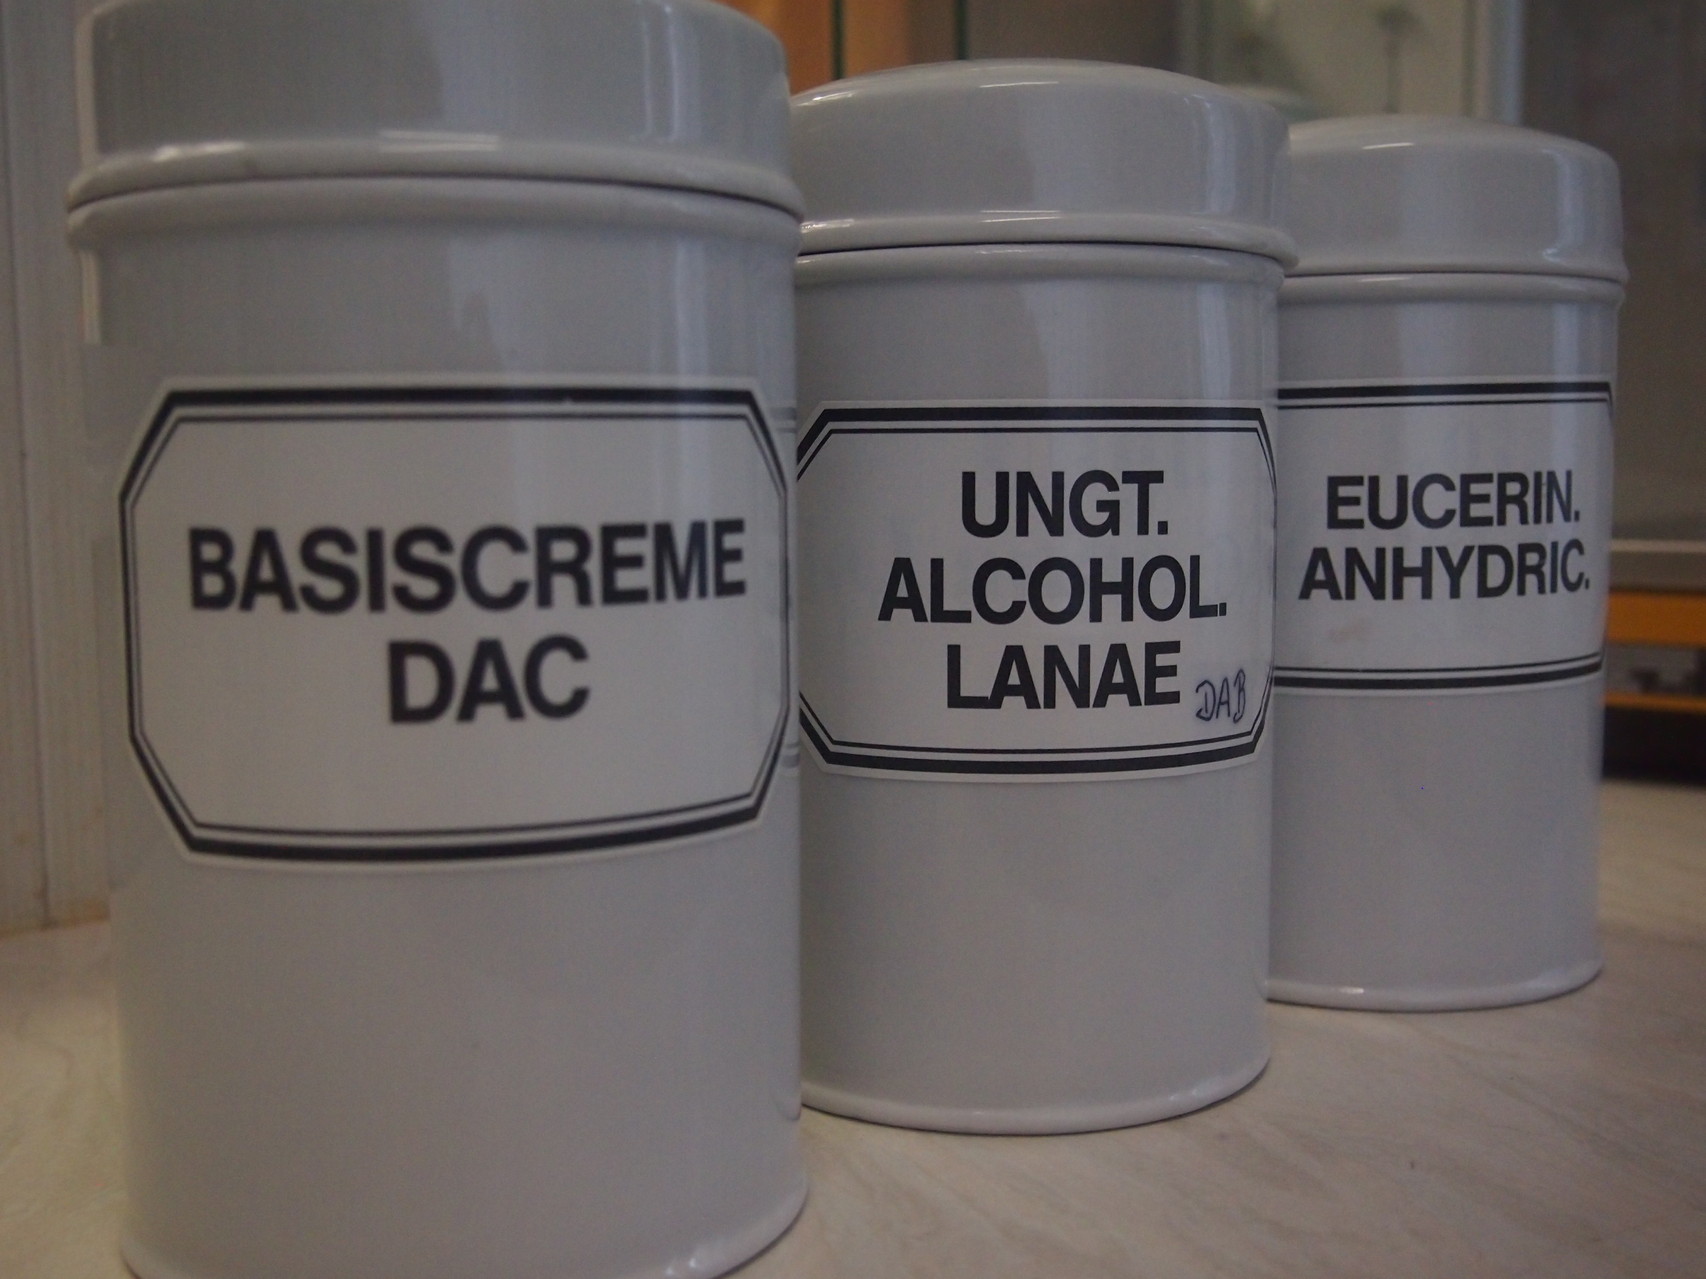 BASISCREME
DAC
UNGT.
ALCOHOL.
LANAE DAB
EUCERIN.
ANHYDRIC.